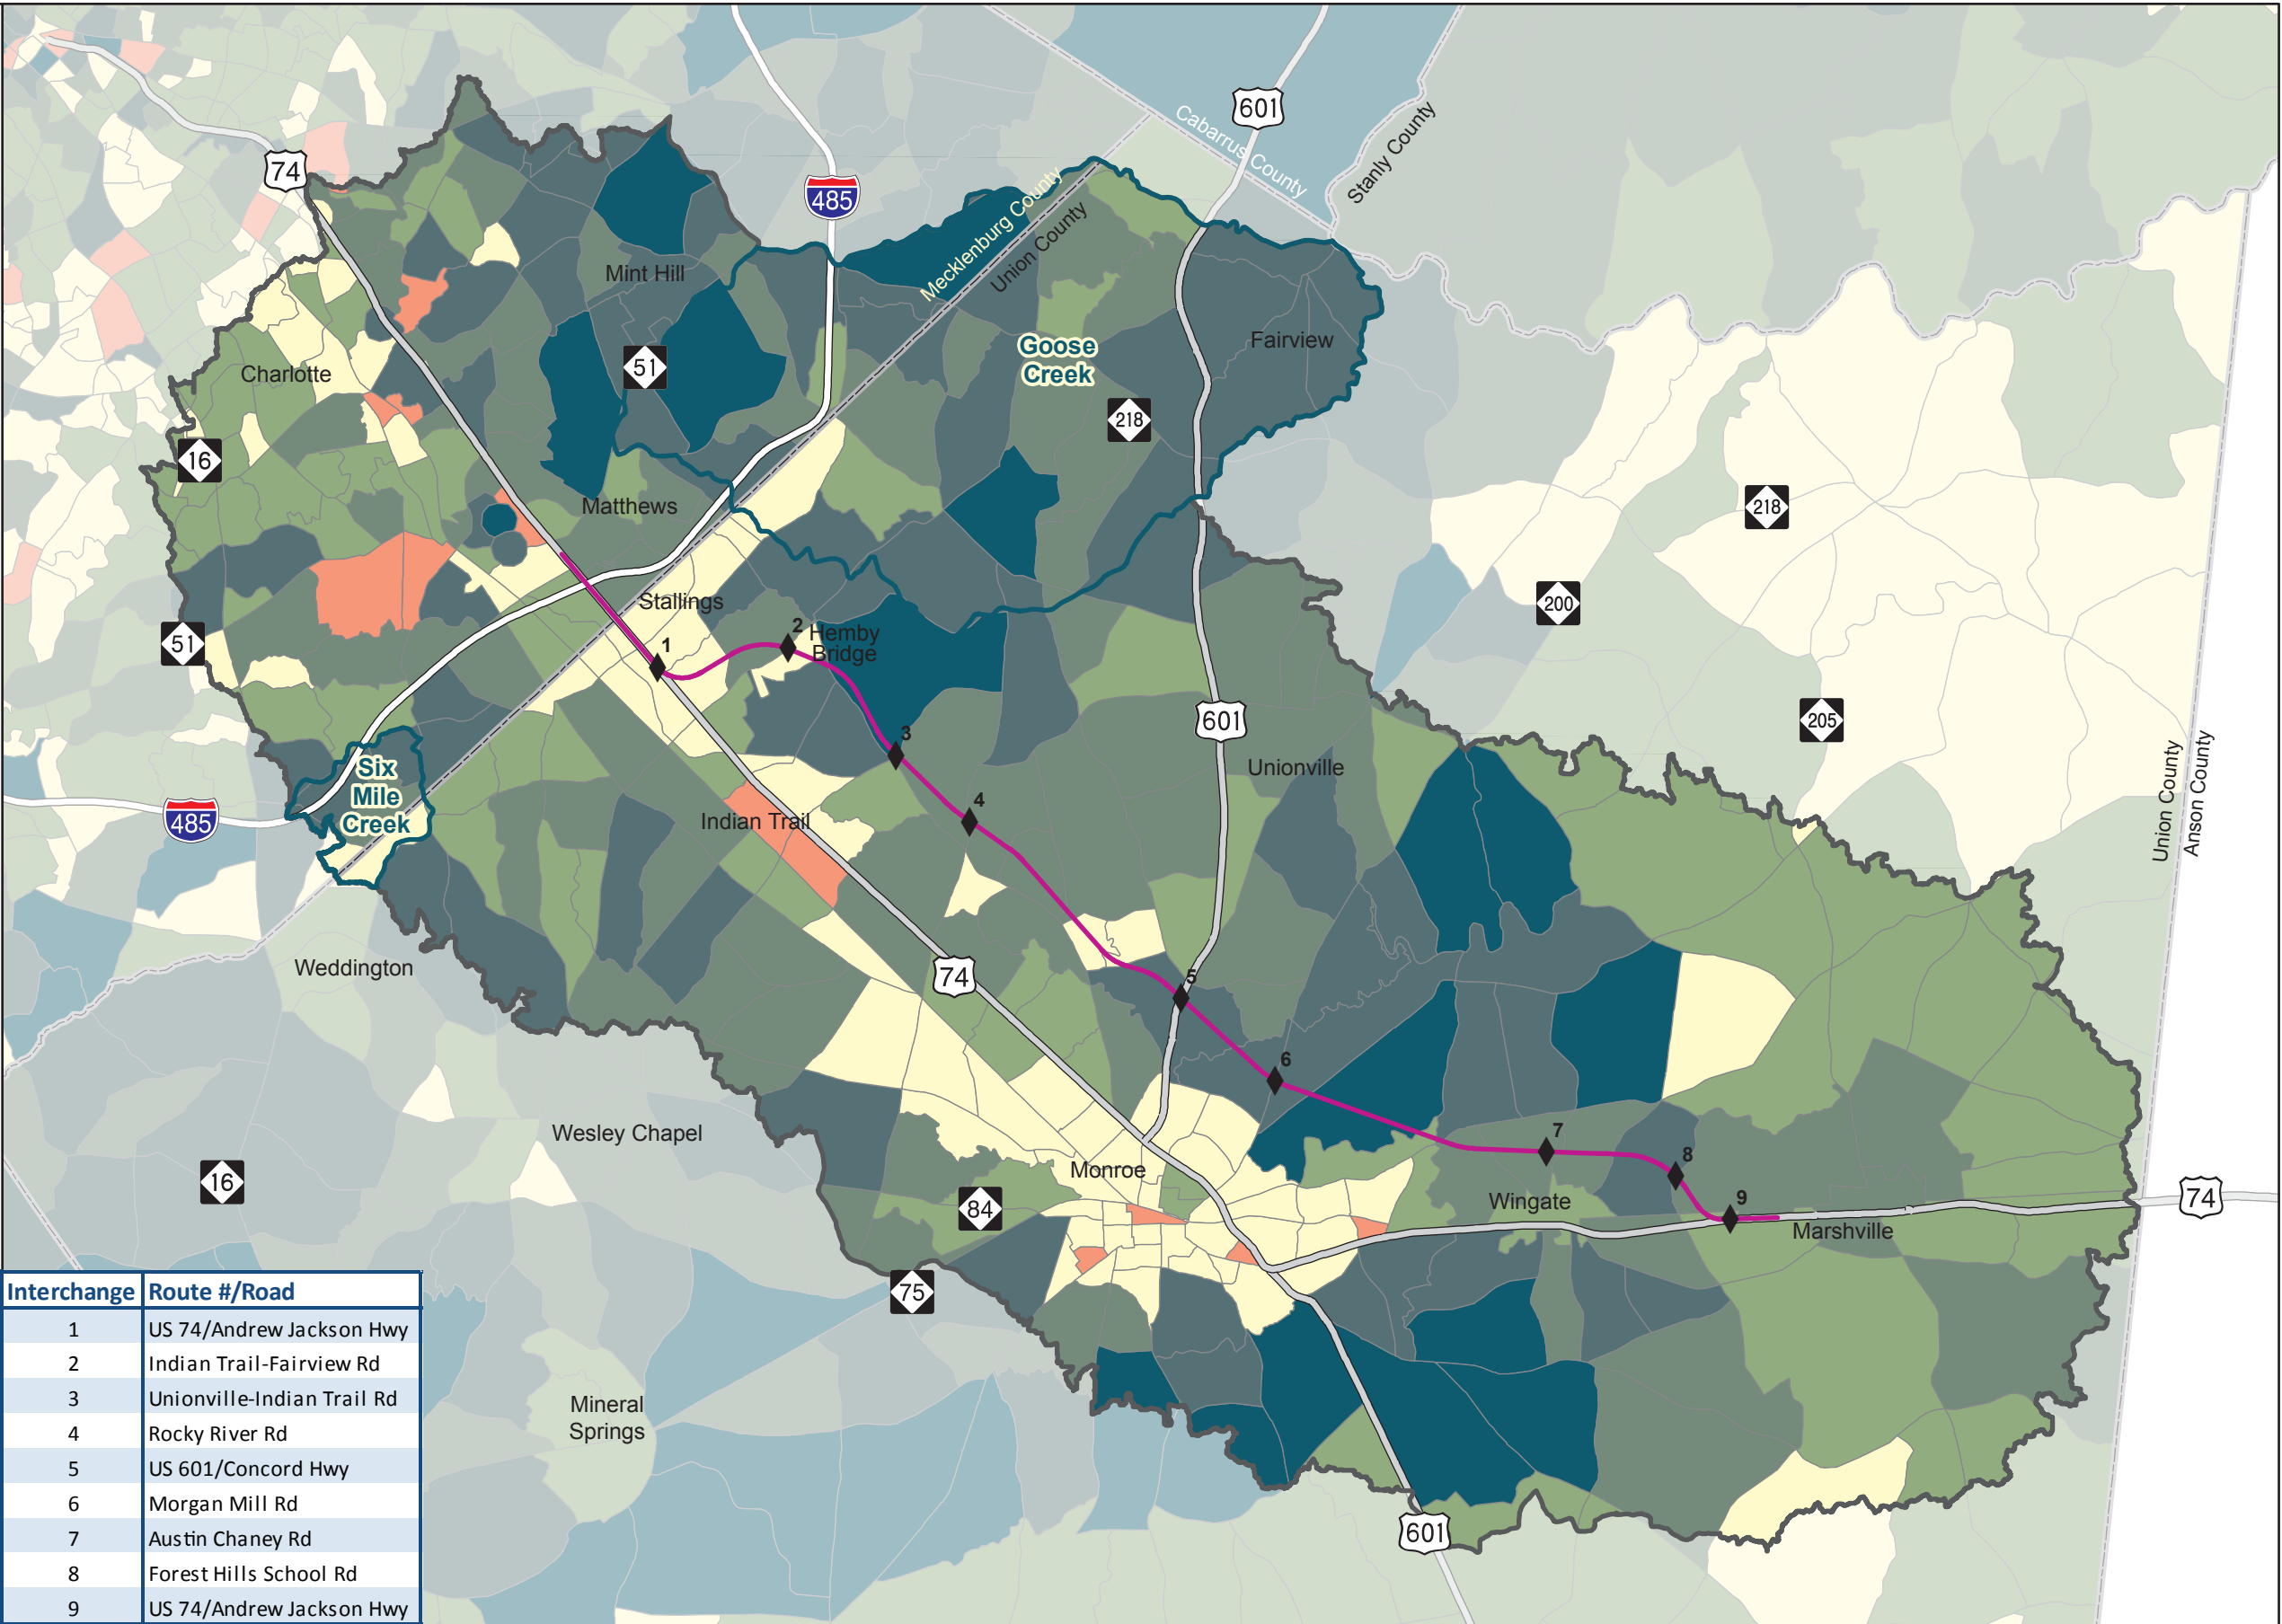 601
Cabarrus County
Stanly County
74
485
Mecklenburg County
Union County
Mint Hill
Fairview
Goose
Creek
51
Charlotte
218
16
Matthews
218
Stallings
200
51
1
2
Hemby
Bridge
3
601
205
Unionville
Union County
Anson County
Six
Mile
Creek
485
4
Indian Trail
Weddington
74
5
6
Wesley Chapel
7
Monroe
8
16
84
Wingate
9
74
Marshville
75
Mineral
Springs
601
Interchange Route #/Road
1 US 74/Andrew Jackson Hwy
2 Indian Trail-Fairview Rd
3 Unionville-Indian Trail Rd
4 Rocky River Rd
5 US 601/Concord Hwy
6 Morgan Mill Rd
7 Austin Chaney Rd
8 Forest Hills School Rd
9 US 74/Andrew Jackson Hwy